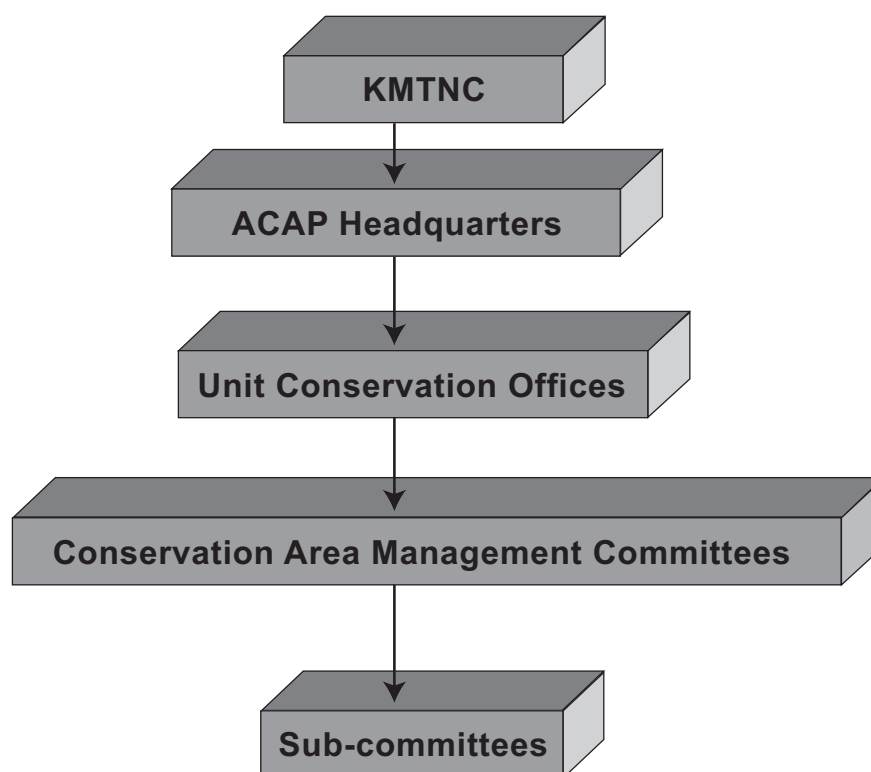 KMTNC
ACAP Headquarters
Unit Conservation Offices
Conservation Area Management Committees
Sub-committees